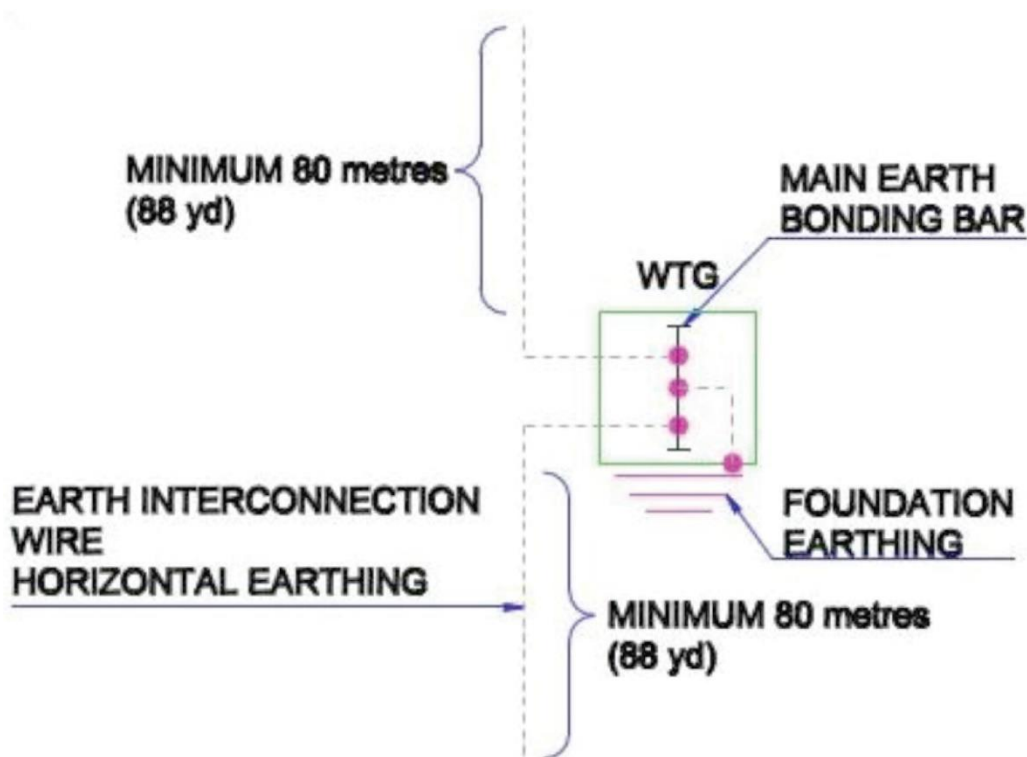 MINIMUM 80 metres
(88 yd)
MAIN EARTH
BONDING BAR
WTG
EARTH INTERCONNECTION
WIRE
HORIZONTAL EARTHING
FOUNDATION
EARTHING
MINIMUM 80 metres
(88 yd)